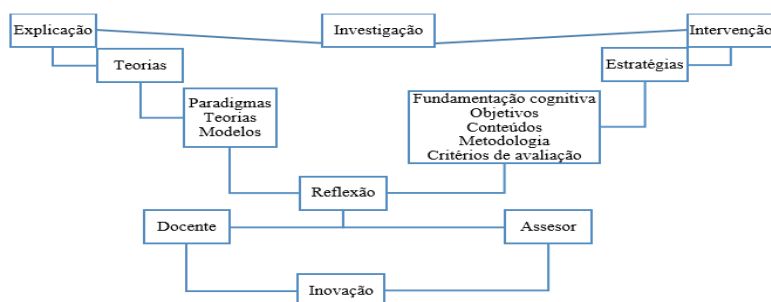 Explicação
Investigação
Intervenção
Teorias
Estratégias
Paradigmas
Teorias
Modelos
Fundamentação cognitiva
Objetivos
Conteúdos
Metodologia
Critérios de avaliação
Reflexão
Docente
Assesor
Inovação